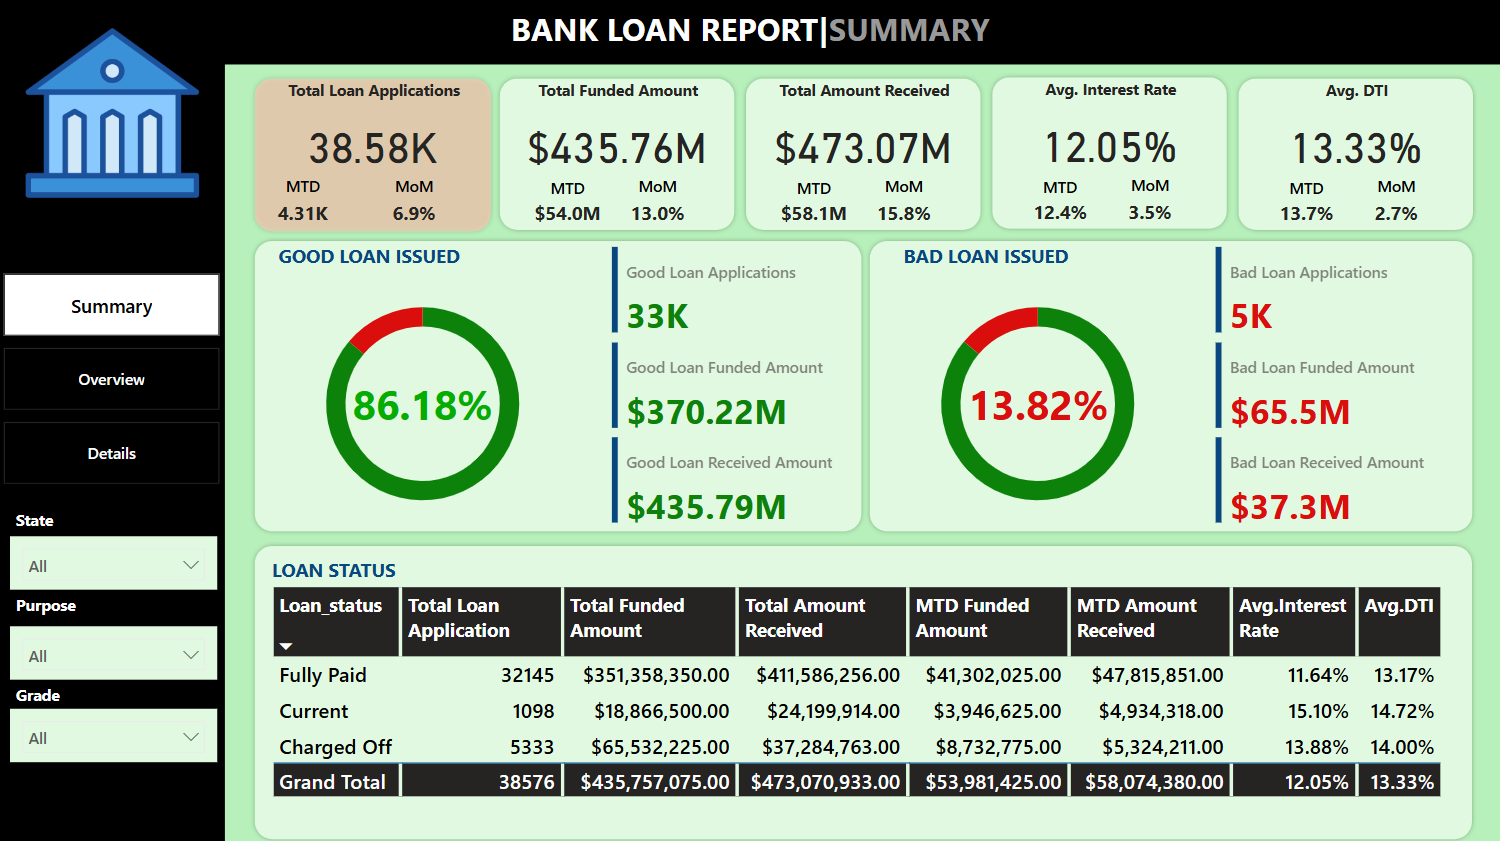 BANK LOAN REPORT|SUMMARY
Total Loan Applications
38.58K
MTD MoM
4.31K 6.9%
Total Funded Amount
$435.76M
MTD MoM
$54.0M 13.0%
Total Amount Received
$473.07M
MTD MoM
$58.1M 15.8%
Avg. Interest Rate
12.05%
MTD MoM
12.4% 3.5%
Avg. DTI
13.33%
MTD MoM
13.7% 2.7%
Summary
Overview
Details
State
All
Purpose
All
Grade
All
GOOD LOAN ISSUED
86.18%
Good Loan Applications
33K
Good Loan Funded Amount
$370.22M
Good Loan Received Amount
$435.79M
BAD LOAN ISSUED
13.82%
Bad Loan Applications
5K
Bad Loan Funded Amount
$65.5M
Bad Loan Received Amount
$37.3M
LOAN STATUS
Loan_status Total Loan Total Funded Total Amount MTD Funded MTD Amount Avg.Interest Avg.DTI
Application Amount Received Amount Received Rate
Fully Paid 32145 $351,358,350.00 $411,586,256.00 $41,302,025.00 $47,815,851.00 11.64% 13.17%
Current 1098 $18,866,500.00 $24,199,914.00 $3,946,625.00 $4,934,318.00 15.10% 14.72%
Charged Off 5333 $65,532,225.00 $37,284,763.00 $8,732,775.00 $5,324,211.00 13.88% 14.00%
Grand Total 38576 $435,757,075.00 $473,070,933.00 $53,981,425.00 $58,074,380.00 12.05% 13.33%